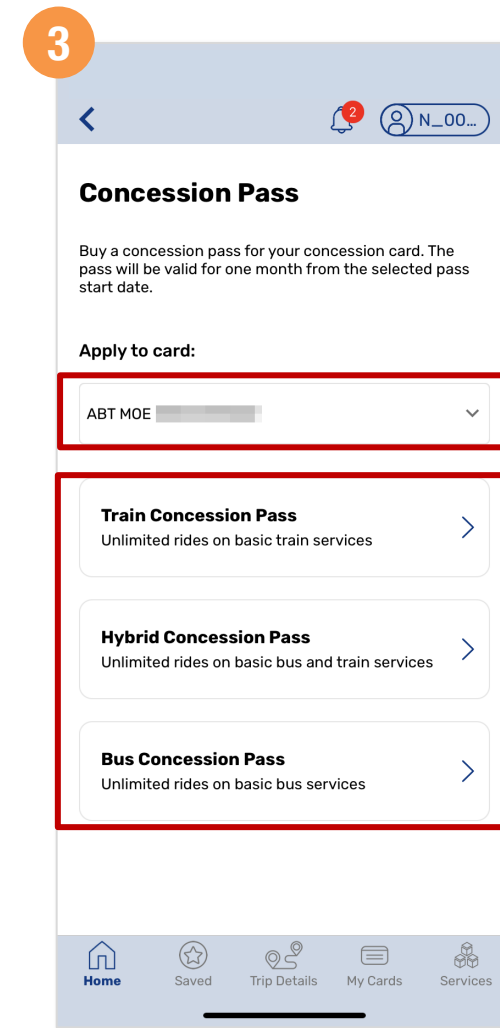 3
2
N_00...
Concession Pass
Buy a concession pass for your concession card. The
pass will be valid for one month from the selected pass
start date.
Apply to card:
ABT MOE
Train Concession Pass
Unlimited rides on basic train services
Hybrid Concession Pass
Unlimited rides on basic bus and train services
Bus Concession Pass
Unlimited rides on basic bus services
Home Saved Trip Details My Cards Services